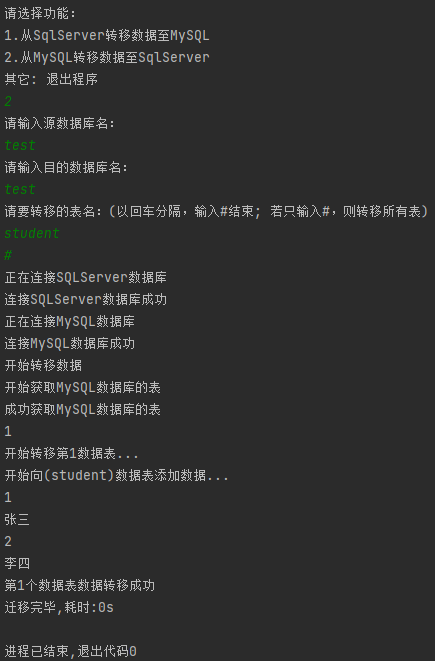 请选择功能:
1.从SqlServer转移数据至MySQL
2.从MySQL转移数据至SqlServer
其它: 退出程序
2
请输入源数据库名:
test
请输入目的数据库名:
test
请要转移的表名:(以回车分隔，输入#结束; 若只输入#，则转移所有表)
student
#
正在连接SQLServer数据库
连接SQLServer数据库成功
正在连接MySQL数据库
连接MySQL数据库成功
开始转移数据
开始获取MySQL数据库的表
成功获取MySQL数据库的表
1
开始转移第1数据表...
开始向(student)数据表添加数据...
1
张三
2
李四
第1个数据表数据转移成功
迁移完毕,耗时:0s
进程已结束,退出代码0